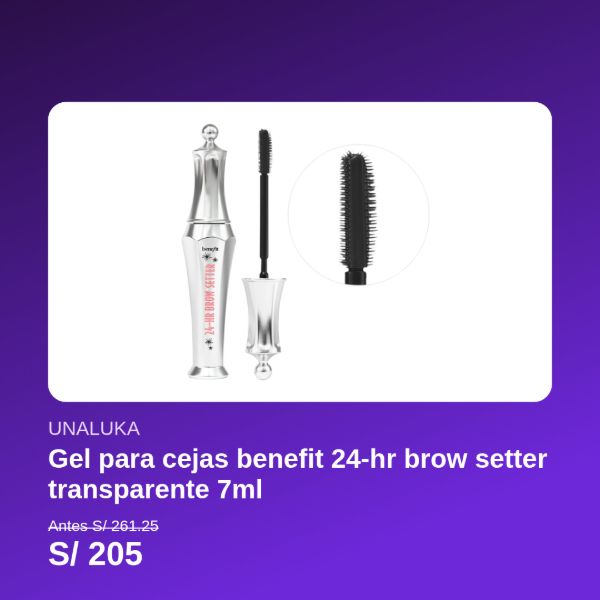 benefit
24-HR BROW SETTER
UNALUKA
Gel para cejas benefit 24-hr brow setter
transparente 7ml
Antes S/ 261.25
S/ 205